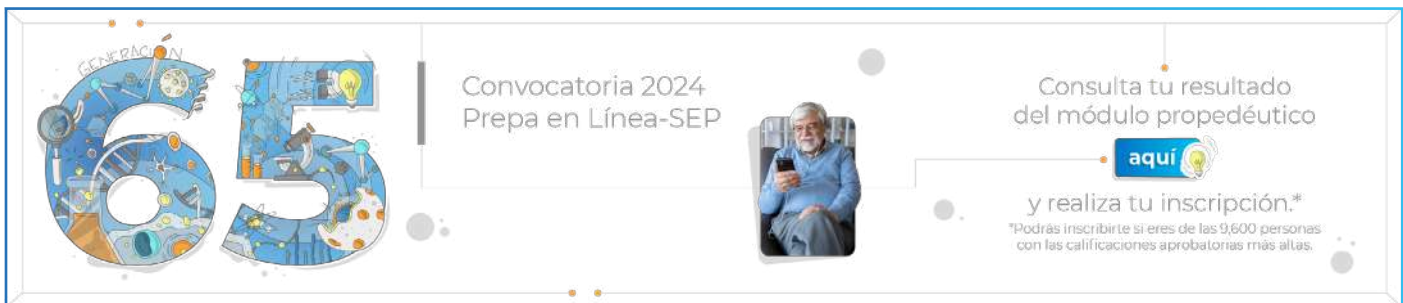 GENERACIÓN
65
Convocatoria 2024
Prepa en Línea-SEP
Consulta tu resultado
del módulo propedéutico
aquí
y realiza tu inscripción.*
*Podrás inscribirte si eres de las 9,600 personas
con las calificaciones aprobatorias más altas.